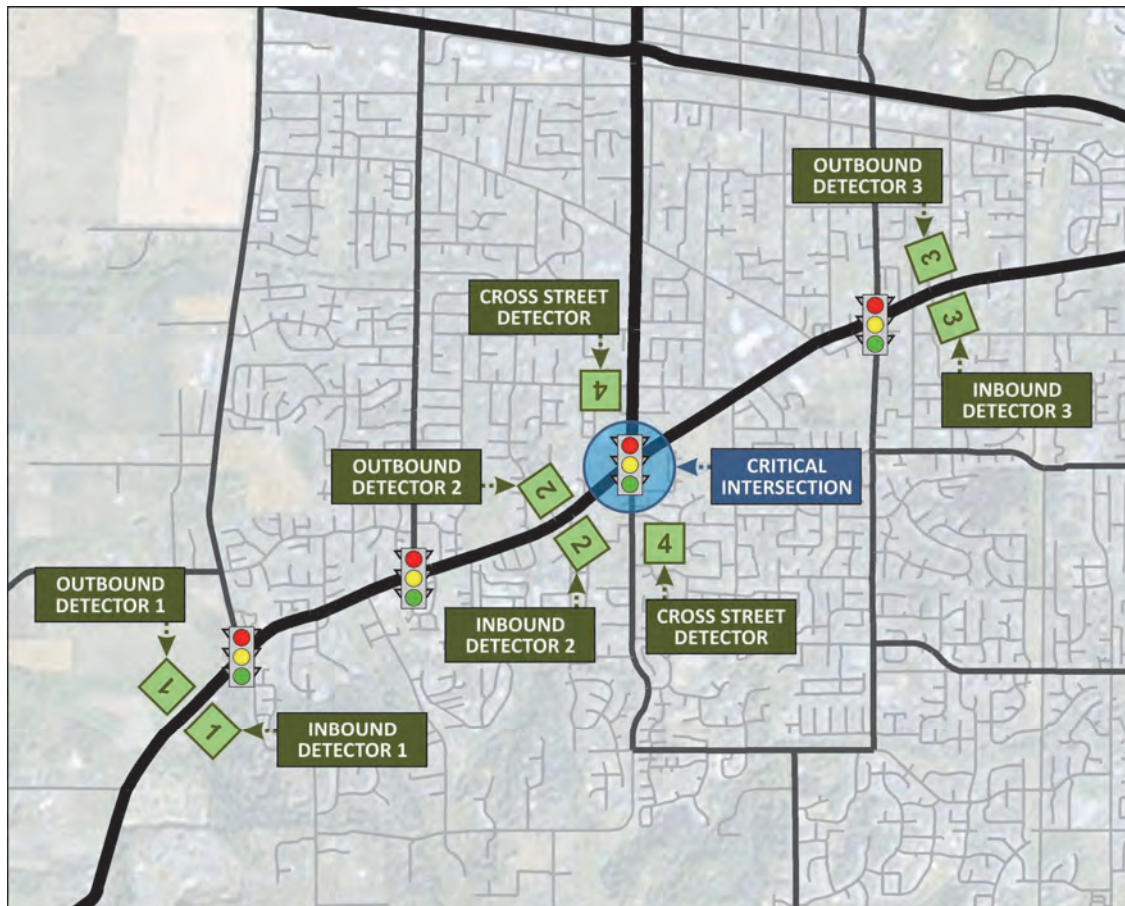 OUTBOUND
DETECTOR 3
3
3
INBOUND
DETECTOR 3
CROSS STREET
DETECTOR
4
CRITICAL
INTERSECTION
OUTBOUND
DETECTOR 2
2
2
INBOUND
DETECTOR 2
4
CROSS STREET
DETECTOR
OUTBOUND
DETECTOR 1
1
1
INBOUND
DETECTOR 1